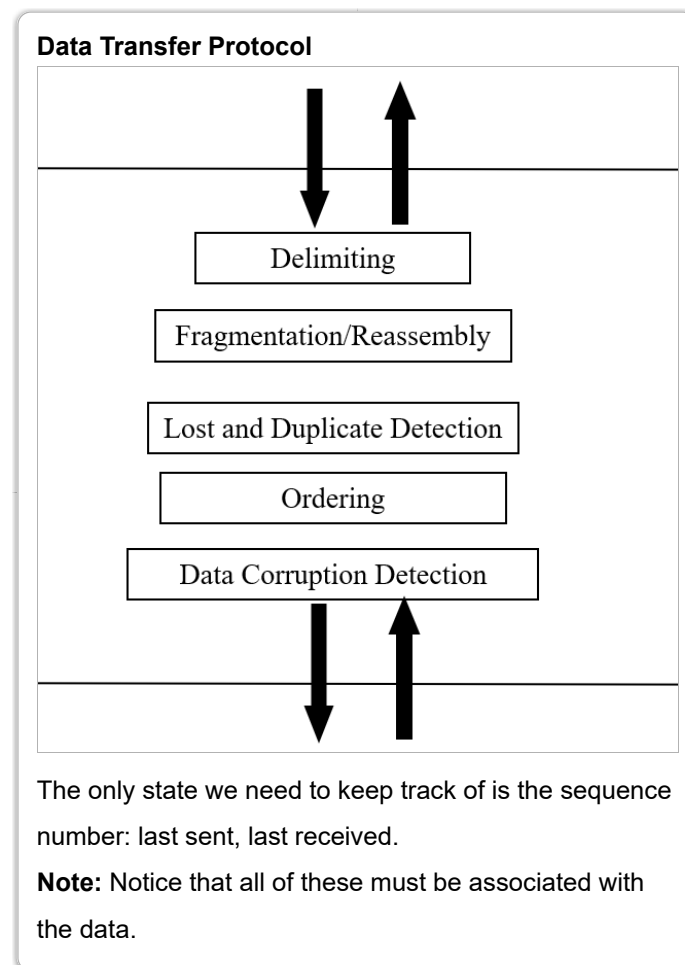 Data Transfer Protocol
Delimiting
Fragmentation/Reassembly
Lost and Duplicate Detection
Ordering
Data Corruption Detection
The only state we need to keep track of is the sequence
number: last sent, last received.
Note: Notice that all of these must be associated with
the data.